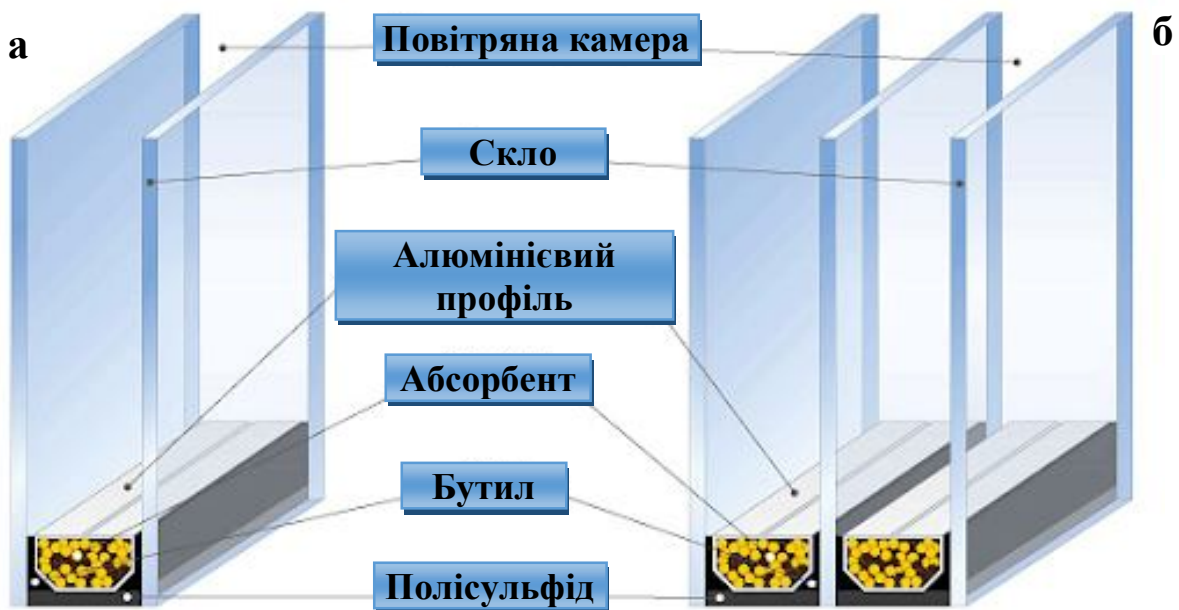 а
Повітряна камера
б
Скло
Алюмінієвий
профіль
Абсорбент
Бутил
Полісульфід